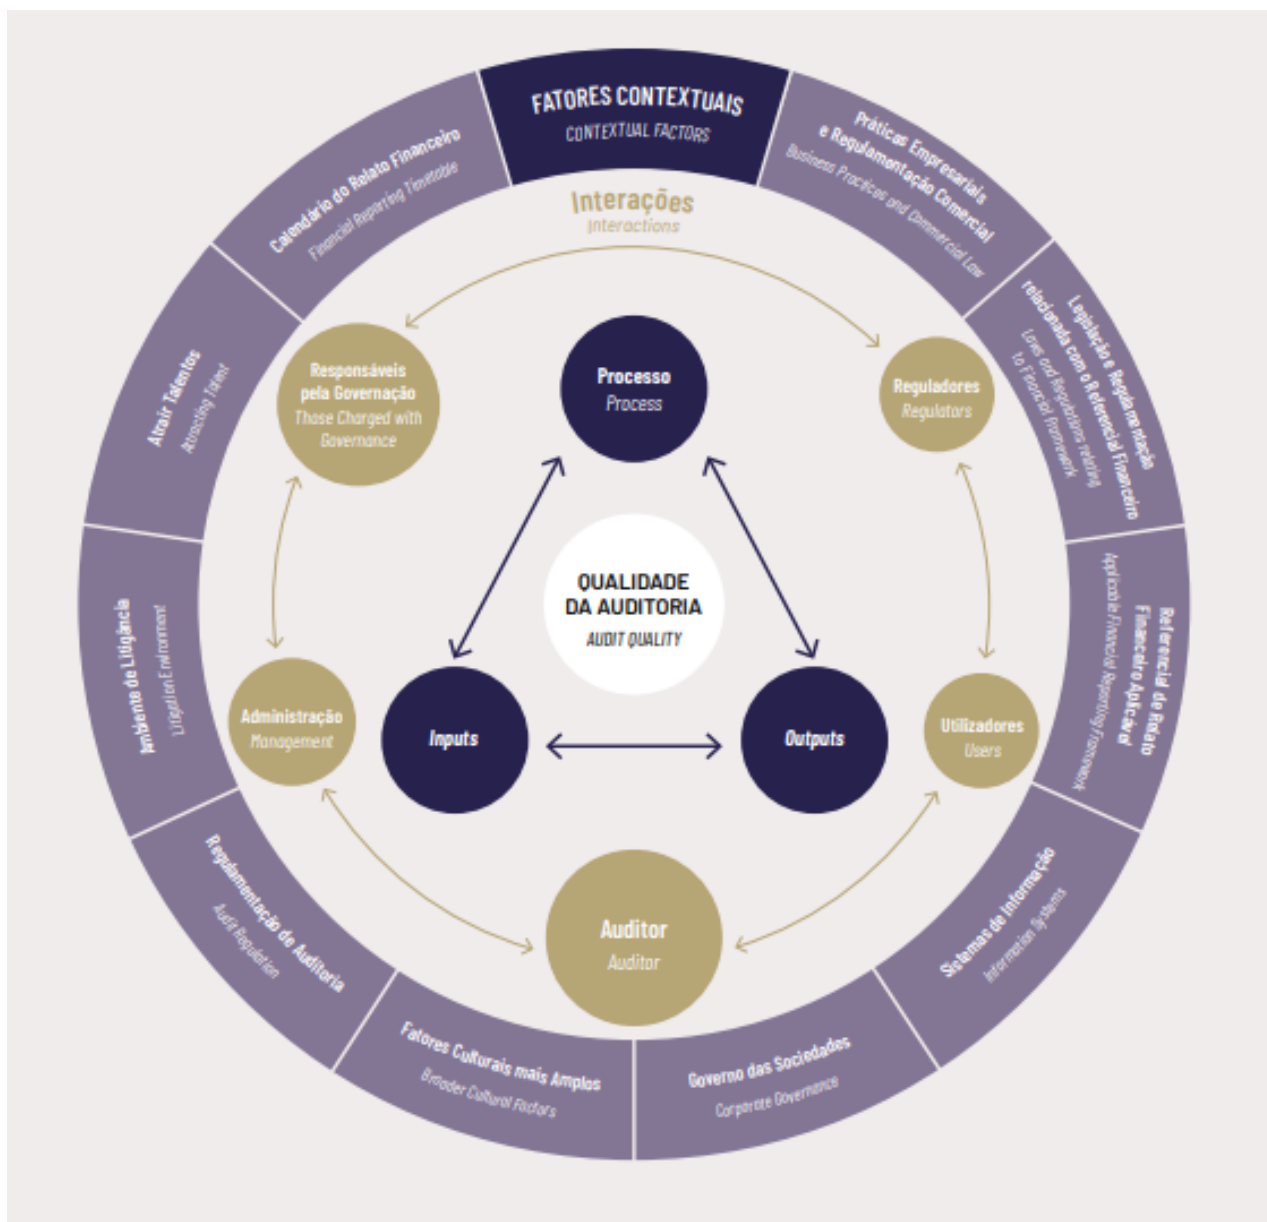 FATORES CONTEXTUAIS
CONTEXTUAL FACTORS
Práticas Empresariais
e Regulamentação Comercial
Business Practices and Commercial Law
Legislação e Regulamentação
relacionada com o Referencial Financeiro
Laws and Regulations relating
to Financial Framework
Referencial de Relato
Financeiro Aplicável
Applicable Financial Reporting Framework
Sistemas de Informação
Information Systems
Governo das Sociedades
Corporate Governance
Fatores Culturais mais Amplos
Broader Cultural Factors
Regulamentação de Auditoria
Audit Regulation
Ambiente de Litigância
Litigation Environment
Atrair Talentos
Attracting Talent
Calendário do Relato Financeiro
Financial Reporting Timetable
Interações
Interactions
Responsáveis
pela Governação
Those Charged with
Governance
Processo
Process
Reguladores
Regulators
QUALIDADE
DA AUDITORIA
AUDIT QUALITY
Administração
Management
Inputs
Outputs
Utilizadores
Users
Auditor
Auditor